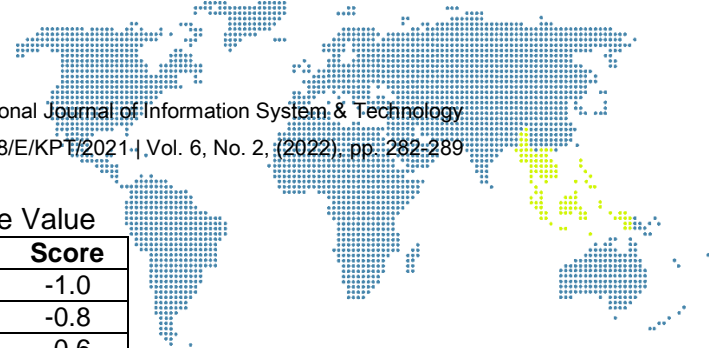 onal Journal of Information System & Technology
8/E/KPT/2021 | Vol. 6, No. 2, (2022), pp. 282-289
e Value
Score
-1.0
-0.8